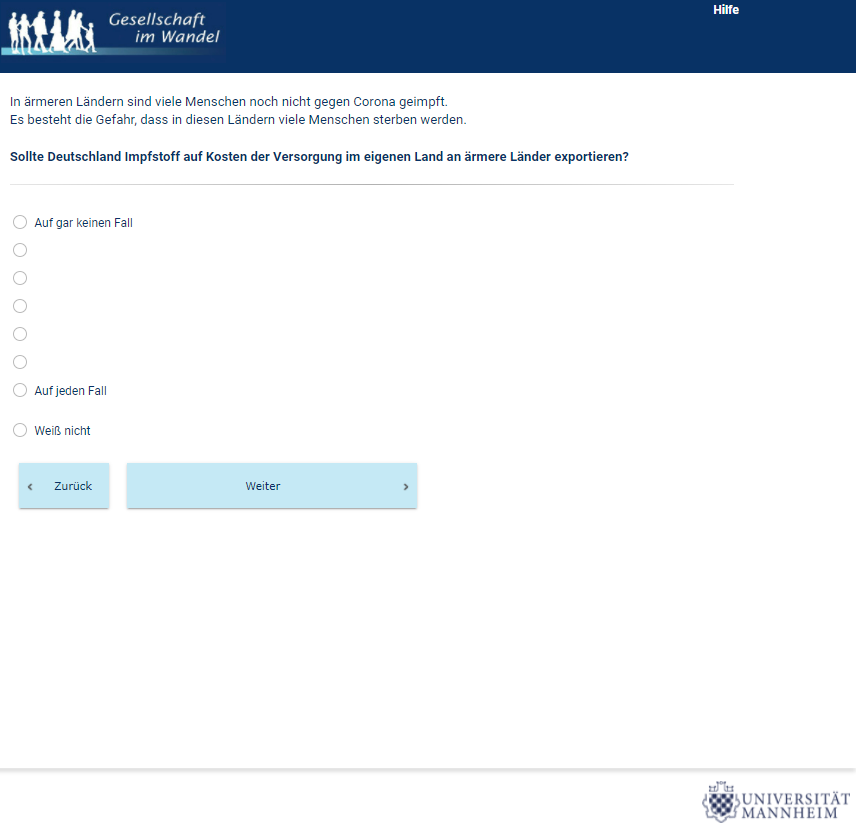 Gesellschaft
im Wandel
Hilfe
In ärmeren Ländern sind viele Menschen noch nicht gegen Corona geimpft.
Es besteht die Gefahr, dass in diesen Ländern viele Menschen sterben werden.
Sollte Deutschland Impfstoff auf Kosten der Versorgung im eigenen Land an ärmere Länder exportieren?
Auf gar keinen Fall
Auf jeden Fall
Weiß nicht
‹ Zurück
Weiter ›
UNIVERSITÄT
MANNHEIM